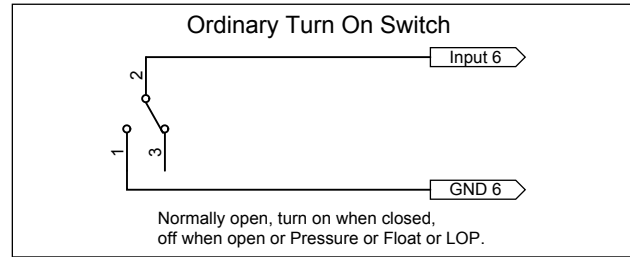 Ordinary Turn On Switch
Input 6
2
1
3
GND 6
Normally open, turn on when closed,
off when open or Pressure or Float or LOP.